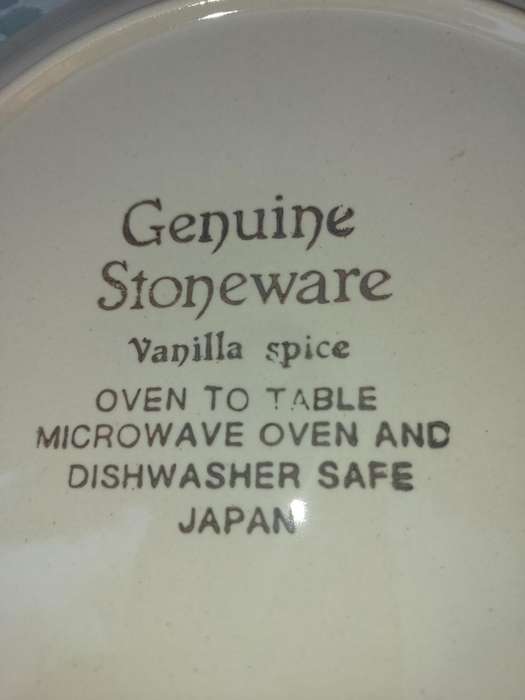 Genuine
Stoneware
Vanilla spice
OVEN TO TABLE
MICROWAVE OVEN AND
DISHWASHER SAFE
JAPAN